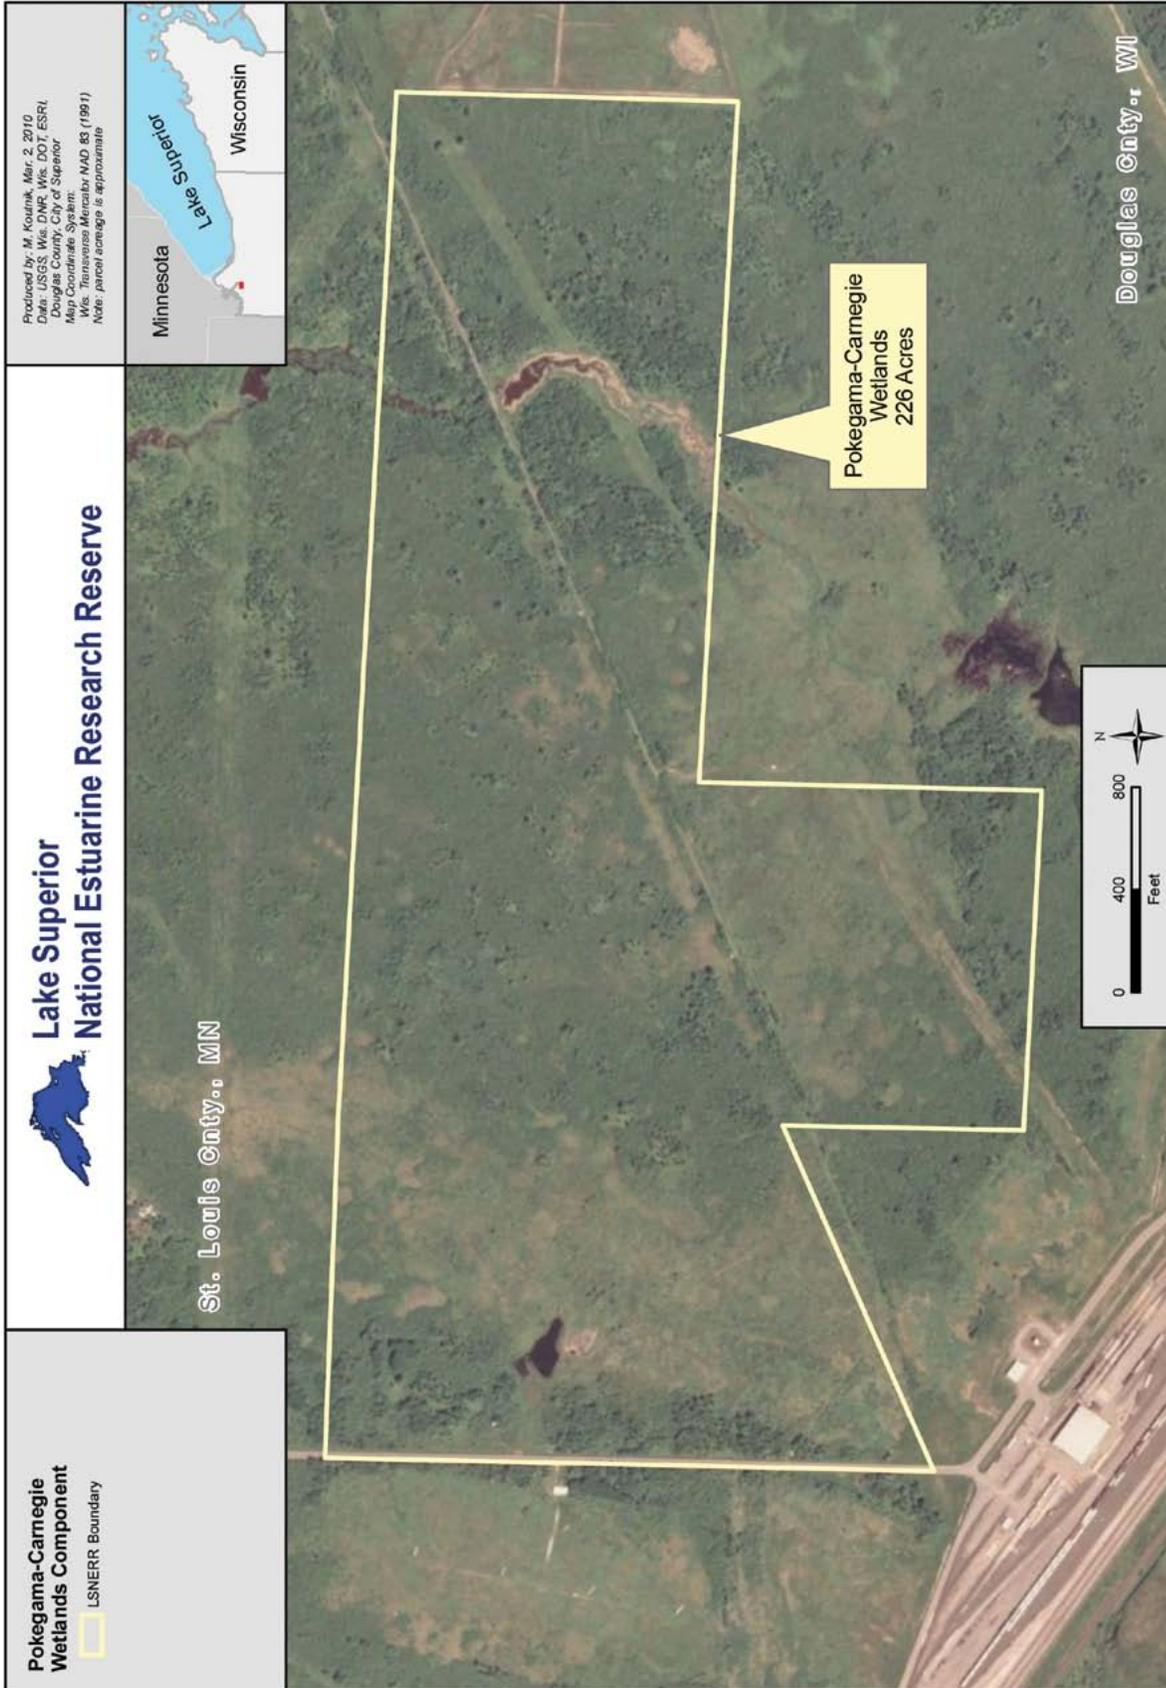 Pokegama-Carnegie
Wetlands Component
LSNERR Boundary
Lake Superior
National Estuarine Research Reserve
Produced by: M. Koutnik, Mar. 2, 2010
Data: USGS, Wis. DNR, Wis. DOT, ESRI,
Douglas County, City of Superior
Map Coordinate System:
Wis. Transverse Mercator NAD 83 (1991)
Note: parcel acreage is approximate
Minnesota
Lake Superior
Wisconsin
St. Louis Cnty., MN
Pokegama-Carnegie
Wetlands
226 Acres
Douglas Cnty., WI
N
0 400 800
Feet